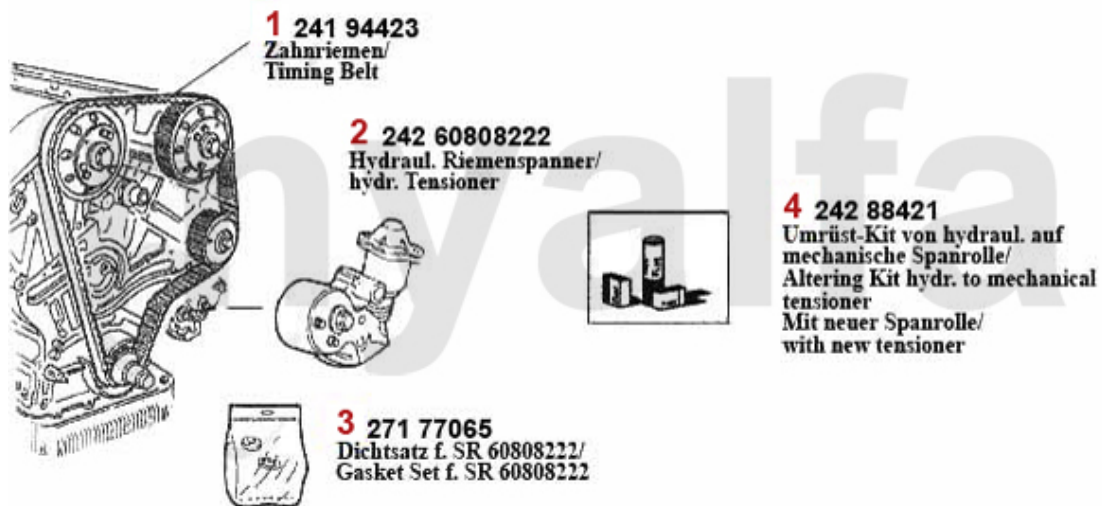 1 241 94423
Zahnriemen/
Timing Belt
2 242 60808222
Hydraul. Riemenspanner/
hydr. Tensioner
4 242 88421
Umrüst-Kit von hydraul. auf
mechanische Spanrolle/
Altering Kit hydr. to mechanical
tensioner
Mit neuer Spanrolle/
with new tensioner
3 271 77065
Dichtsatz f. SR 60808222/
Gasket Set f. SR 60808222
myalfa